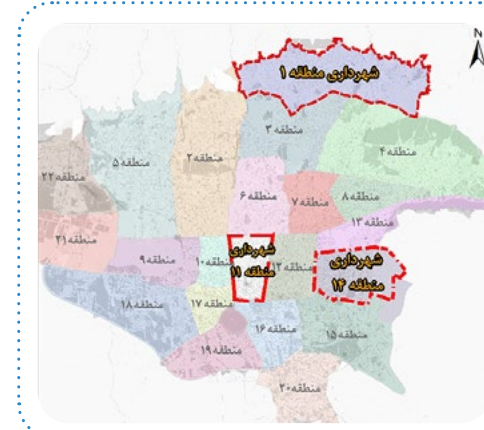 N
شهرداری منطقه ۱
منطقه ۳
منطقه ۴
منطقه ۲
منطقه ۵
منطقه ۲۲
منطقه ۶
منطقه ۷
منطقه ۸
منطقه ۱۳
منطقه ۲۱
منطقه ۹
منطقه ۱۰
شهرداری
منطقه ۱۱
منطقه ۱۲
شهرداری
منطقه ۱۴
منطقه ۱۸
منطقه ۱۷
منطقه ۱۶
منطقه ۱۵
منطقه ۱۹
منطقه ۲۰